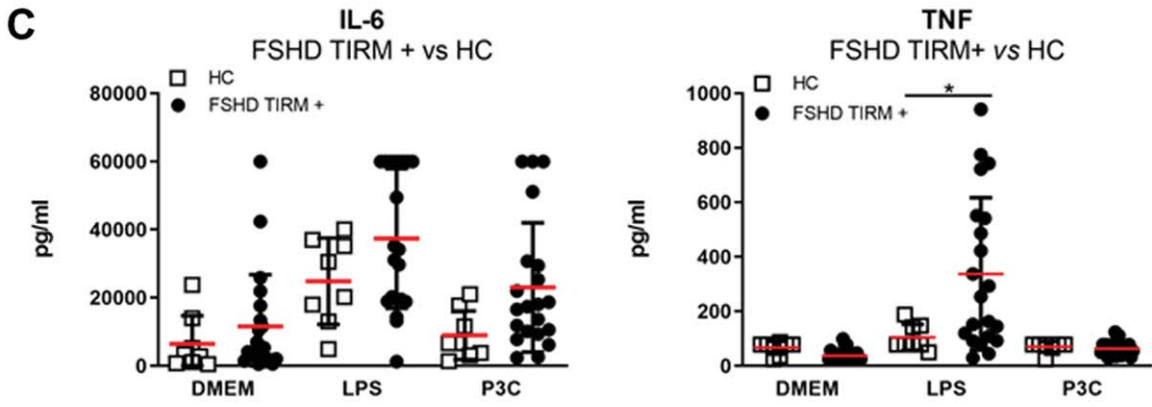 C
IL-6
FSHD TIRM + vs HC
HC
FSHD TIRM +
80000
60000
40000
20000
0
pg/ml
DMEM LPS P3C
TNF
FSHD TIRM+ vs HC
HC
FSHD TIRM +
*
1000
800
600
400
200
0
pg/ml
DMEM LPS P3C